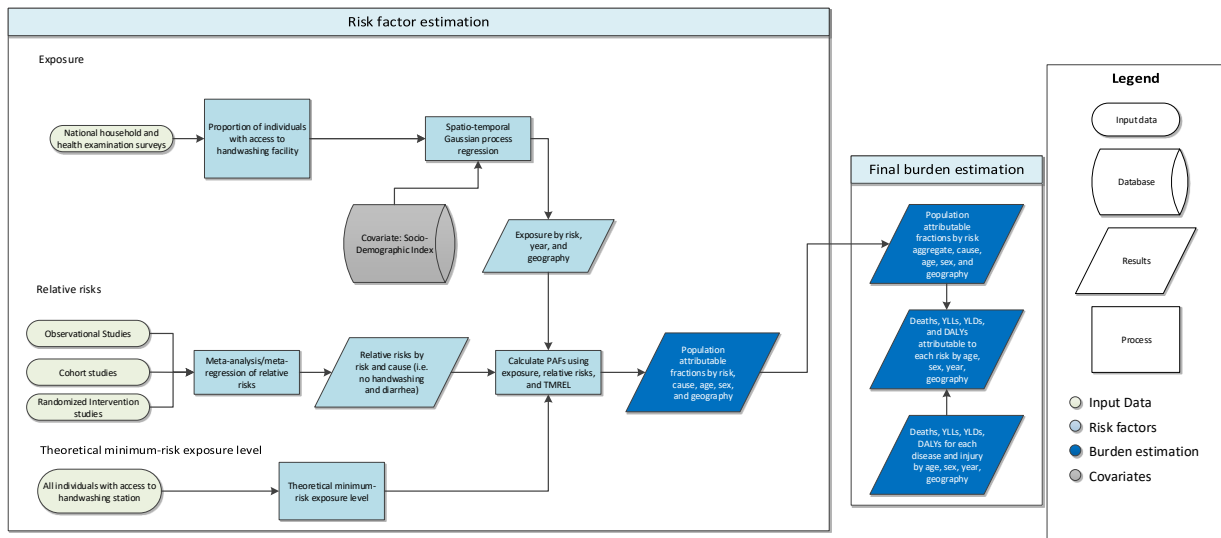 Risk factor estimation
Exposure
National household and
health examination surveys
Proportion of individuals
with access to
handwashing facility
Spatio-temporal
Gaussian process
regression
Covariate: Socio-
Demographic Index
Exposure by risk,
year, and
geography
Relative risks
Observational Studies
Cohort studies
Randomized Intervention
studies
Meta-analysis/meta-
regression of relative
risks
Relative risks by
risk and cause (i.e.
no handwashing
and diarrhea)
Calculate PAFs using
exposure, relative risks,
and TMREL
Population
attributable
fractions by risk,
cause, age, sex,
and geography
Theoretical minimum-risk exposure level
All individuals with access to
handwashing station
Theoretical minimum-
risk exposure level
Final burden estimation
Population
attributable
fractions by risk
aggregate, cause,
age, sex, and
geography
Deaths, YLLs, YLDs,
and DALYs
attributable to
each risk by age,
sex, year,
geography
Deaths, YLLs, YLDs,
DALYs for each
disease and injury
by age, sex, year,
geography
Legend
Input data
Database
Results
Process
Input Data
Risk factors
Burden estimation
Covariates